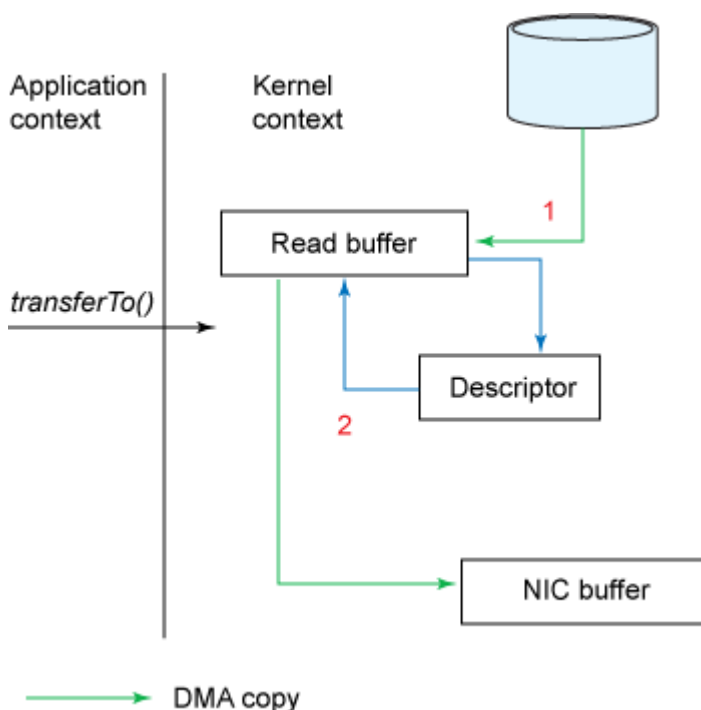 Application
context
Kernel
context
1
Read buffer
transferTo()
Descriptor
2
NIC buffer
DMA copy